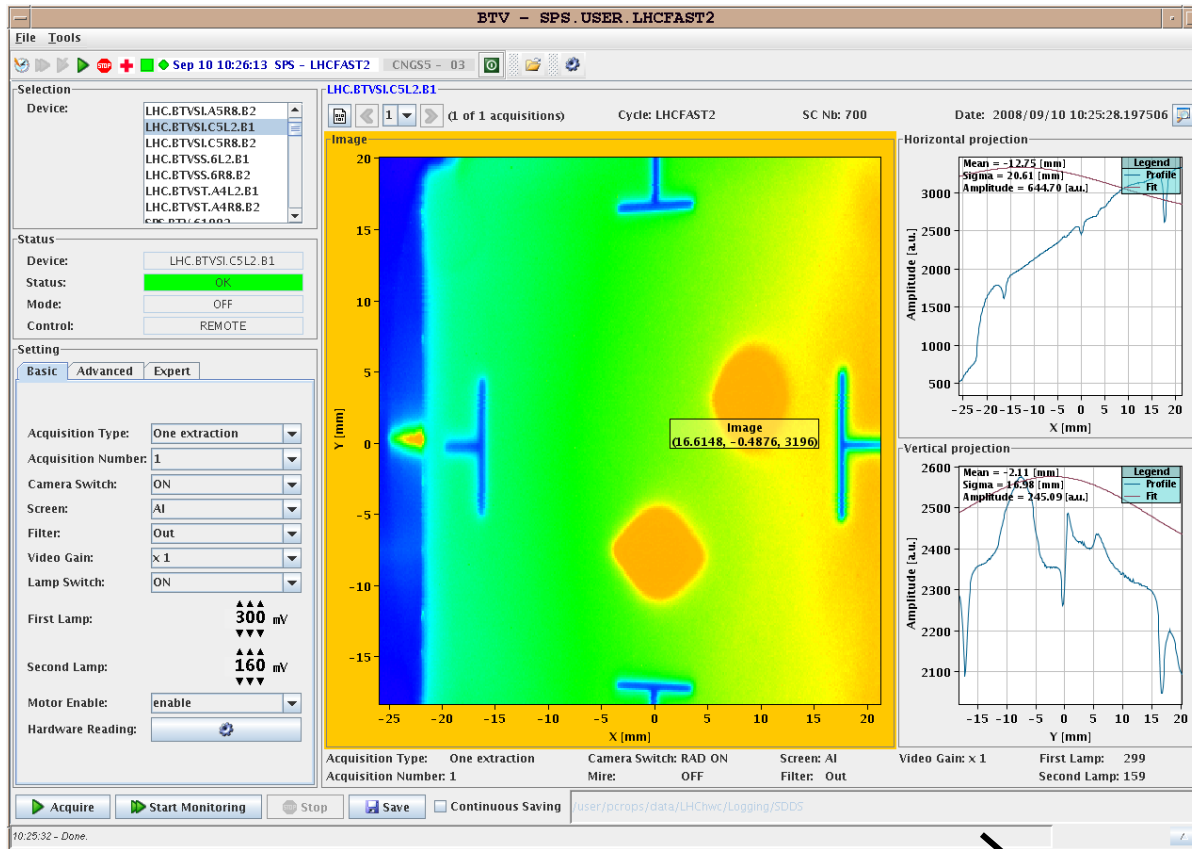 BTV - SPS.USER.LHCFAST2
File Tools
Sep 10 10:26:13 SPS - LHCFAST2 CNGS5 - 03
Selection
Device:
LHC.BTVSI.A5R8.B2
LHC.BTVSI.C5L2.B1
LHC.BTVSI.C5R8.B2
LHC.BTVSS.6L2.B1
LHC.BTVSS.6R8.B2
LHC.BTVST.A4L2.B1
LHC.BTVST.A4R8.B2
Status
Device: LHC.BTVSI.C5L2.B1
Status: OK
Mode: OFF
Control: REMOTE
Setting
Basic Advanced Expert
Acquisition Type: One extraction
Acquisition Number: 1
Camera Switch: ON
Screen: Al
Filter: Out
Video Gain: x 1
Lamp Switch: ON
First Lamp: 300 mV
Second Lamp: 160 mV
Motor Enable: enable
Hardware Reading:
LHC.BTVSI.C5L2.B1
1 (1 of 1 acquisitions) Cycle: LHCFAST2 SC Nb: 700 Date: 2008/09/10 10:25:28.197506
Image
20
15
10
5
0
-5
-10
-15
Y [mm]
Image
(16.6148, -0.4876, 3196)
-25 -20 -15 -10 -5 0 5 10 15 20
X [mm]
Horizontal projection
Mean = -12.75 [mm]
Sigma = 20.61 [mm]
Amplitude = 644.70 [a.u.]
Legend
Profile
Fit
3000
2500
2000
1500
1000
500
Amplitude [a.u.]
-25 -20 -15 -10 -5 0 5 10 15 20
X [mm]
Vertical projection
Mean = -2.11 [mm]
Sigma = 16.98 [mm]
Amplitude = 245.09 [a.u.]
Legend
Profile
Fit
2600
2500
2400
2300
2200
2100
Amplitude [a.u.]
-15 -10 -5 0 5 10 15 20
Y [mm]
Acquisition Type: One extraction Camera Switch: RAD ON Screen: Al Video Gain: x 1 First Lamp: 299
Acquisition Number: 1 Mire: OFF Filter: Out Second Lamp: 159
Acquire Start Monitoring Stop Save Continuous Saving /user/pcrops/data/LHChwc/Logging/SDDS
10:25:32 - Done.